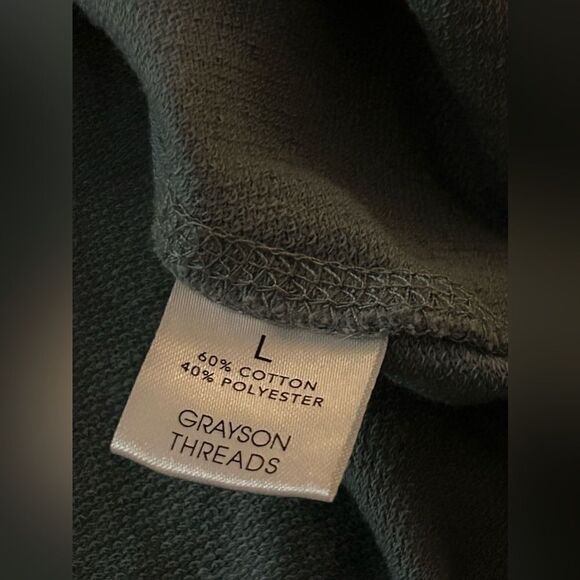 L
60% COTTON
40% POLYESTER
GRAYSON
THREADS